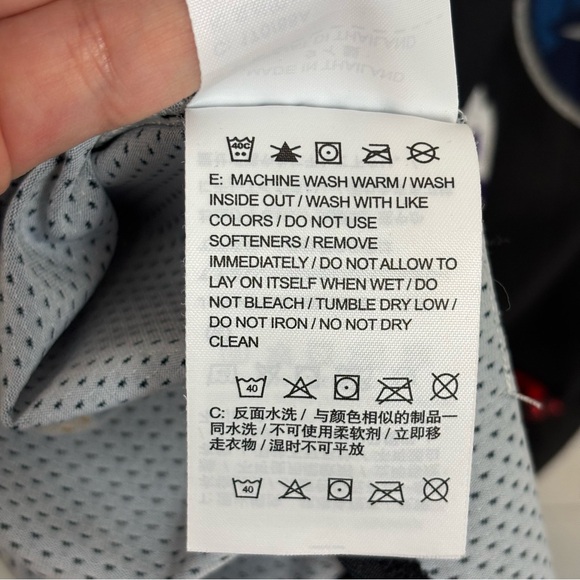 40C
E: MACHINE WASH WARM / WASH
INSIDE OUT / WASH WITH LIKE
COLORS / DO NOT USE
SOFTENERS / REMOVE
IMMEDIATELY / DO NOT ALLOW TO
LAY ON ITSELF WHEN WET / DO
NOT BLEACH / TUMBLE DRY LOW /
DO NOT IRON / NO NOT DRY
CLEAN
40
C: 反面水洗 / 与颜色相似的制品一
同水洗 / 不可使用柔软剂 / 立即移
走衣物 / 湿时不可平放
40